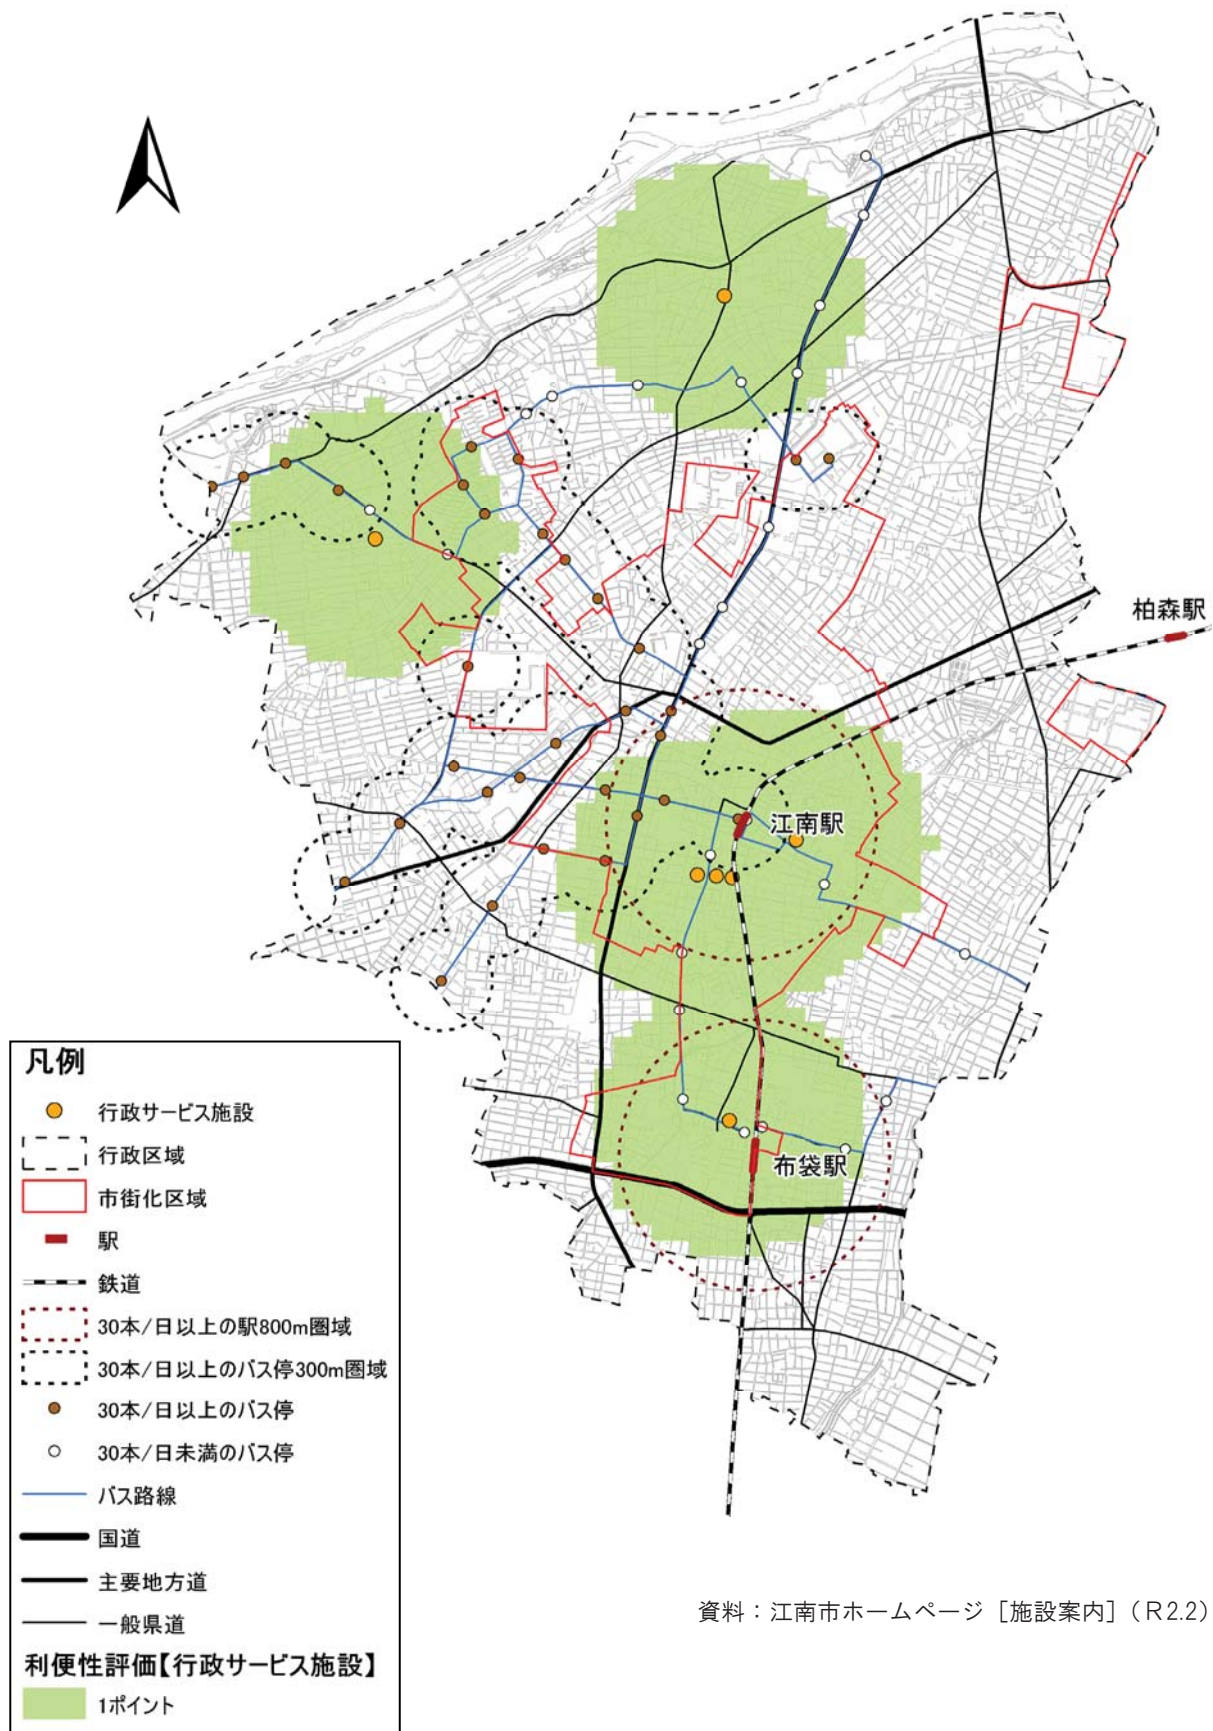 柏森駅
江南駅
布袋駅
凡例
行政サービス施設
行政区域
市街化区域
駅
鉄道
30本/日以上の駅800m圏域
30本/日以上のバス停300m圏域
30本/日以上のバス停
30本/日未満のバス停
バス路線
国道
主要地方道
一般県道
利便性評価【行政サービス施設】
1ポイント
資料：江南市ホームページ［施設案内］（R2.2）